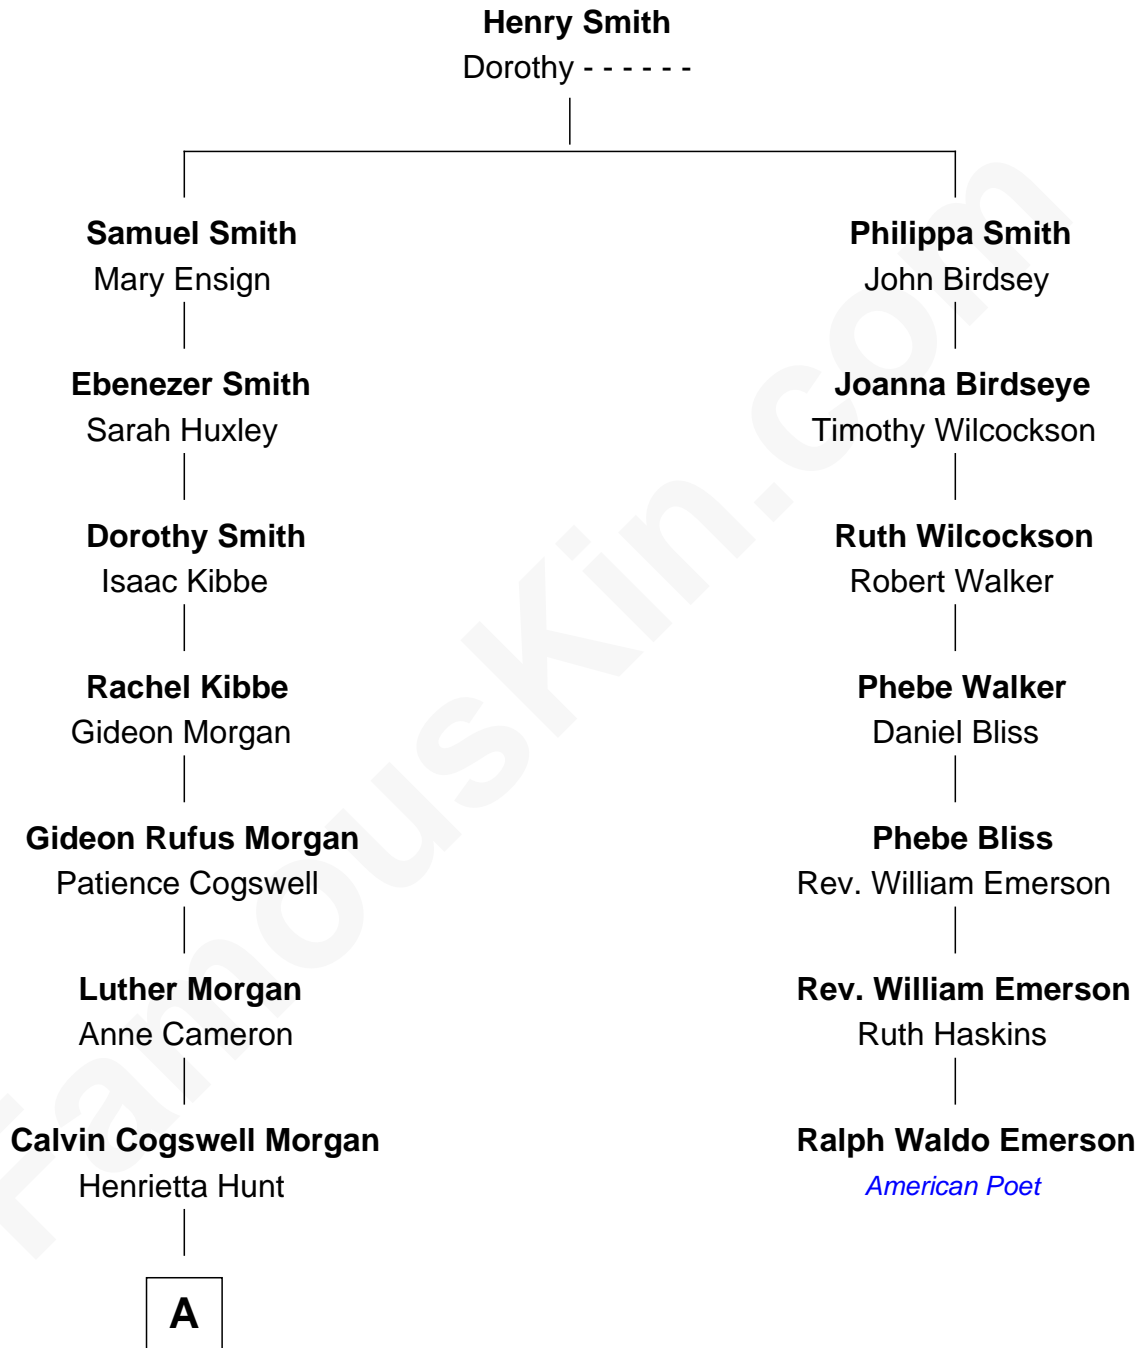 Henry Smith
Dorothy - - - - - -
Samuel Smith
Mary Ensign
Philippa Smith
John Birdsey
Ebenezer Smith
Sarah Huxley
Joanna Birdseye
Timothy Wilcockson
Dorothy Smith
Isaac Kibbe
Ruth Wilcockson
Robert Walker
Rachel Kibbe
Gideon Morgan
Phebe Walker
Daniel Bliss
Gideon Rufus Morgan
Patience Cogswell
Phebe Bliss
Rev. William Emerson
Luther Morgan
Anne Cameron
Rev. William Emerson
Ruth Haskins
Calvin Cogswell Morgan
Henrietta Hunt
Ralph Waldo Emerson
American Poet
A
FamousKin.com